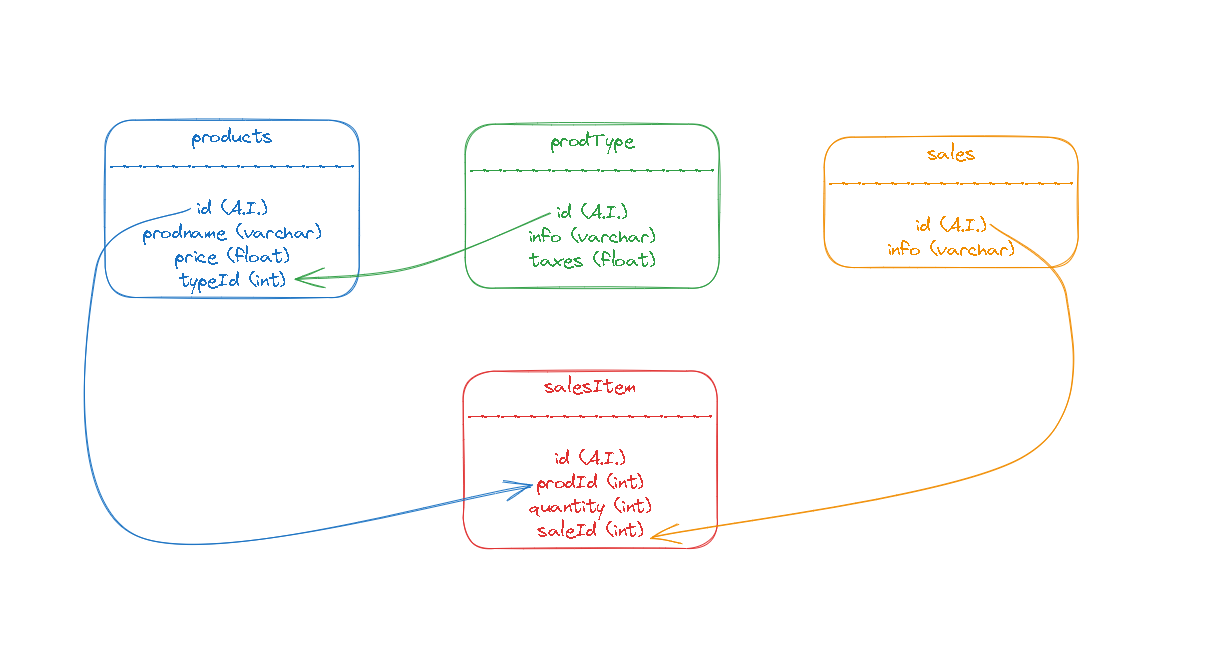 products
id (A.I.)
prodname (varchar)
price (float)
typeId (int)
prodType
id (A.I.)
info (varchar)
taxes (float)
sales
id (A.I.)
info (varchar)
salesItem
id (A.I.)
prodId (int)
quantity (int)
saleId (int)